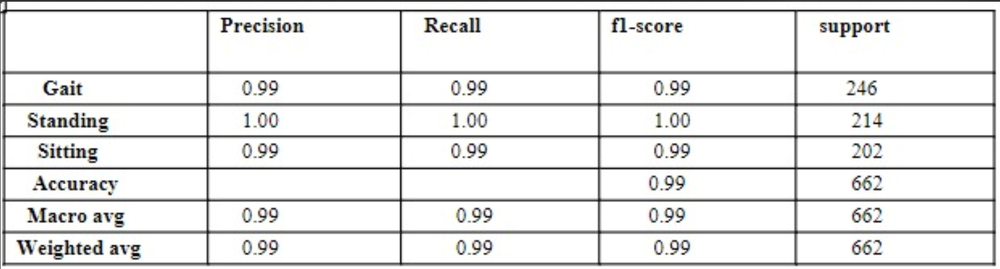 Precision Recall f1-score support
Gait 0.99 0.99 0.99 246
Standing 1.00 1.00 1.00 214
Sitting 0.99 0.99 0.99 202
Accuracy 0.99 662
Macro avg 0.99 0.99 0.99 662
Weighted avg 0.99 0.99 0.99 662